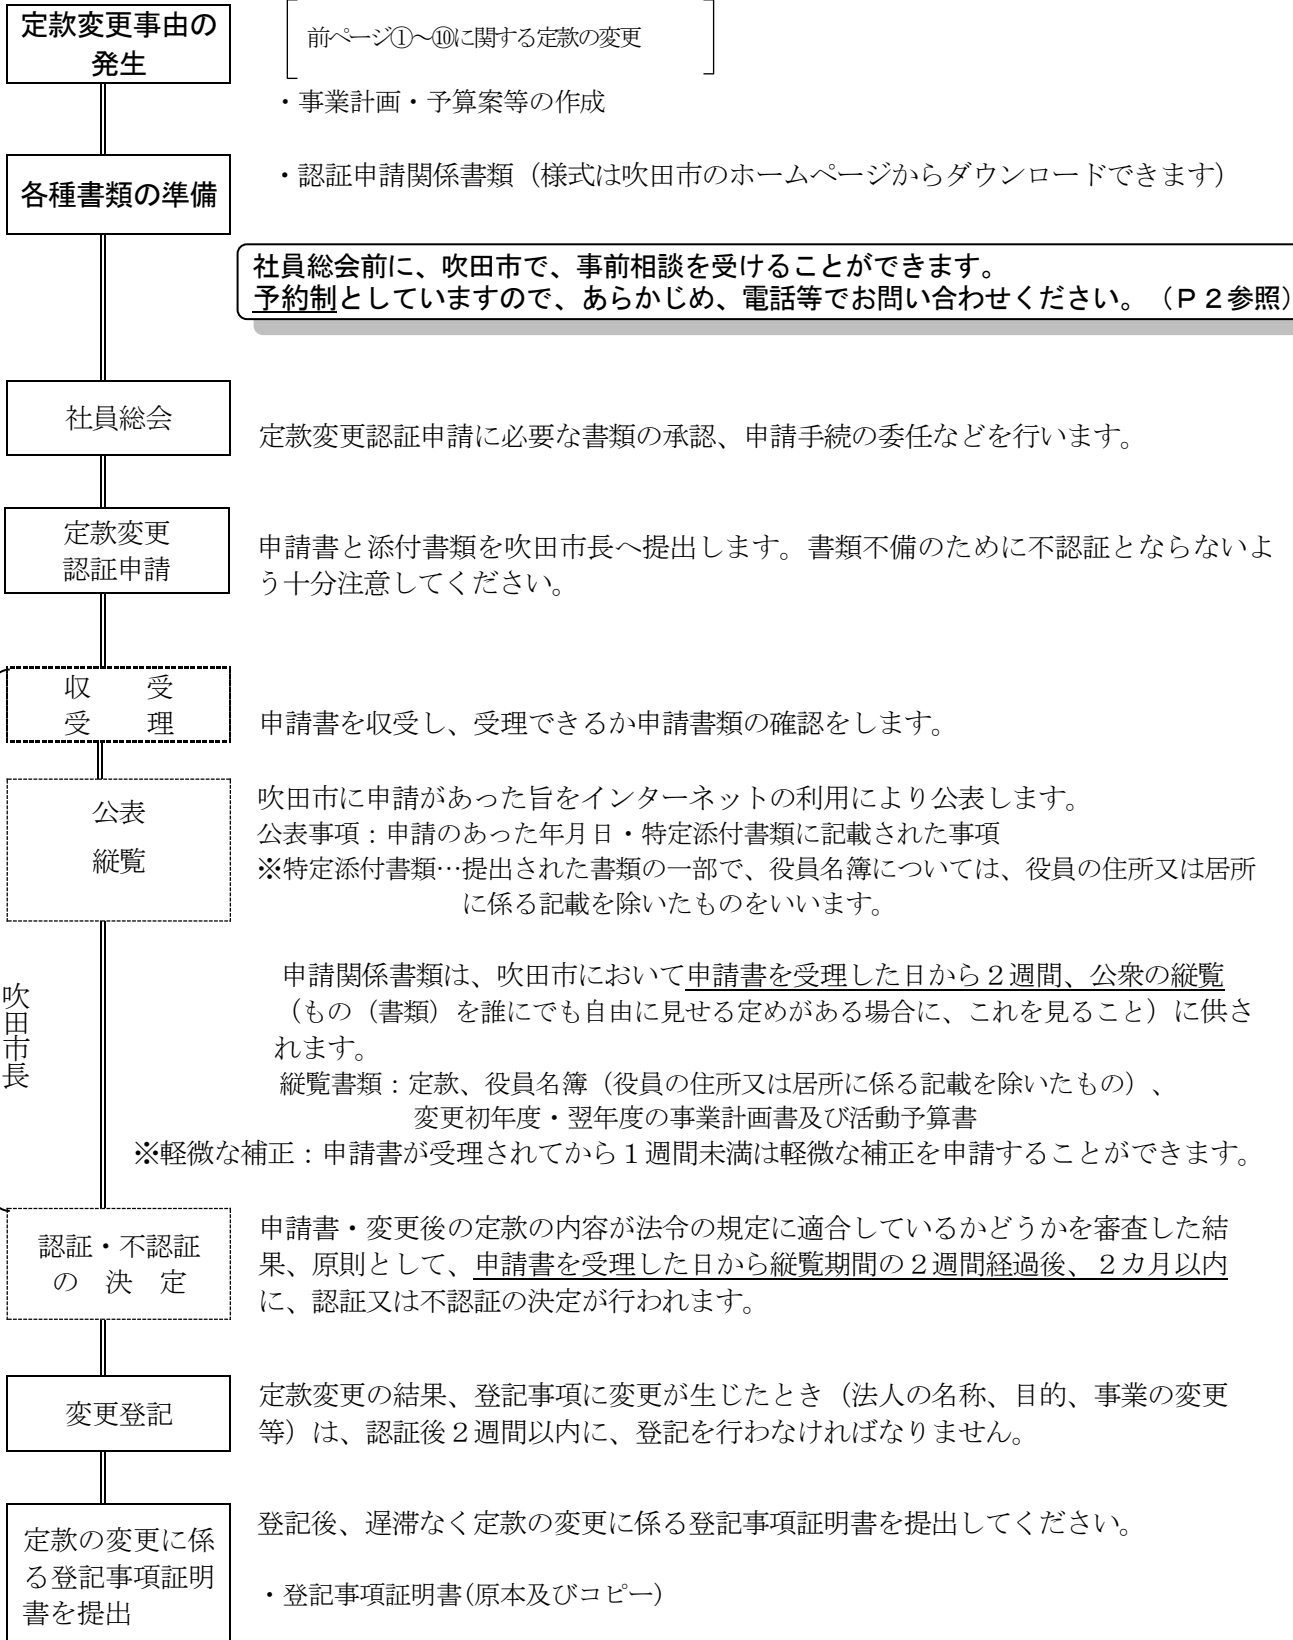 定款変更事由の
発生
前ページ①～⑩に関する定款の変更
・事業計画・予算案等の作成
各種書類の準備
・認証申請関係書類（様式は吹田市のホームページからダウンロードできます）
社員総会前に、吹田市で、事前相談を受けることができます。
予約制としていますので、あらかじめ、電話等でお問い合わせください。（Ｐ２参照）
社員総会
定款変更認証申請に必要な書類の承認、申請手続の委任などを行います。
定款変更
認証申請
申請書と添付書類を吹田市長へ提出します。書類不備のために不認証とならないよ
う十分注意してください。
収　　受
受　　理
申請書を収受し、受理できるか申請書類の確認をします。
公表
縦覧
吹田市に申請があった旨をインターネットの利用により公表します。
公表事項：申請のあった年月日・特定添付書類に記載された事項
※特定添付書類…提出された書類の一部で、役員名簿については、役員の住所又は居所
に係る記載を除いたものをいいます。
吹田市長
申請関係書類は、吹田市において申請書を受理した日から２週間、公衆の縦覧
（もの（書類）を誰にでも自由に見せる定めがある場合に、これを見ること）に供さ
れます。
縦覧書類：定款、役員名簿（役員の住所又は居所に係る記載を除いたもの）、
変更初年度・翌年度の事業計画書及び活動予算書
※軽微な補正：申請書が受理されてから１週間未満は軽微な補正を申請することができます。
認証・不認証
の　決　定
申請書・変更後の定款の内容が法令の規定に適合しているかどうかを審査した結
果、原則として、申請書を受理した日から縦覧期間の２週間経過後、２カ月以内
に、認証又は不認証の決定が行われます。
変更登記
定款変更の結果、登記事項に変更が生じたとき（法人の名称、目的、事業の変更
等）は、認証後２週間以内に、登記を行わなければなりません。
定款の変更に係
る登記事項証明
書を提出
登記後、遅滞なく定款の変更に係る登記事項証明書を提出してください。
・登記事項証明書(原本及びコピー)